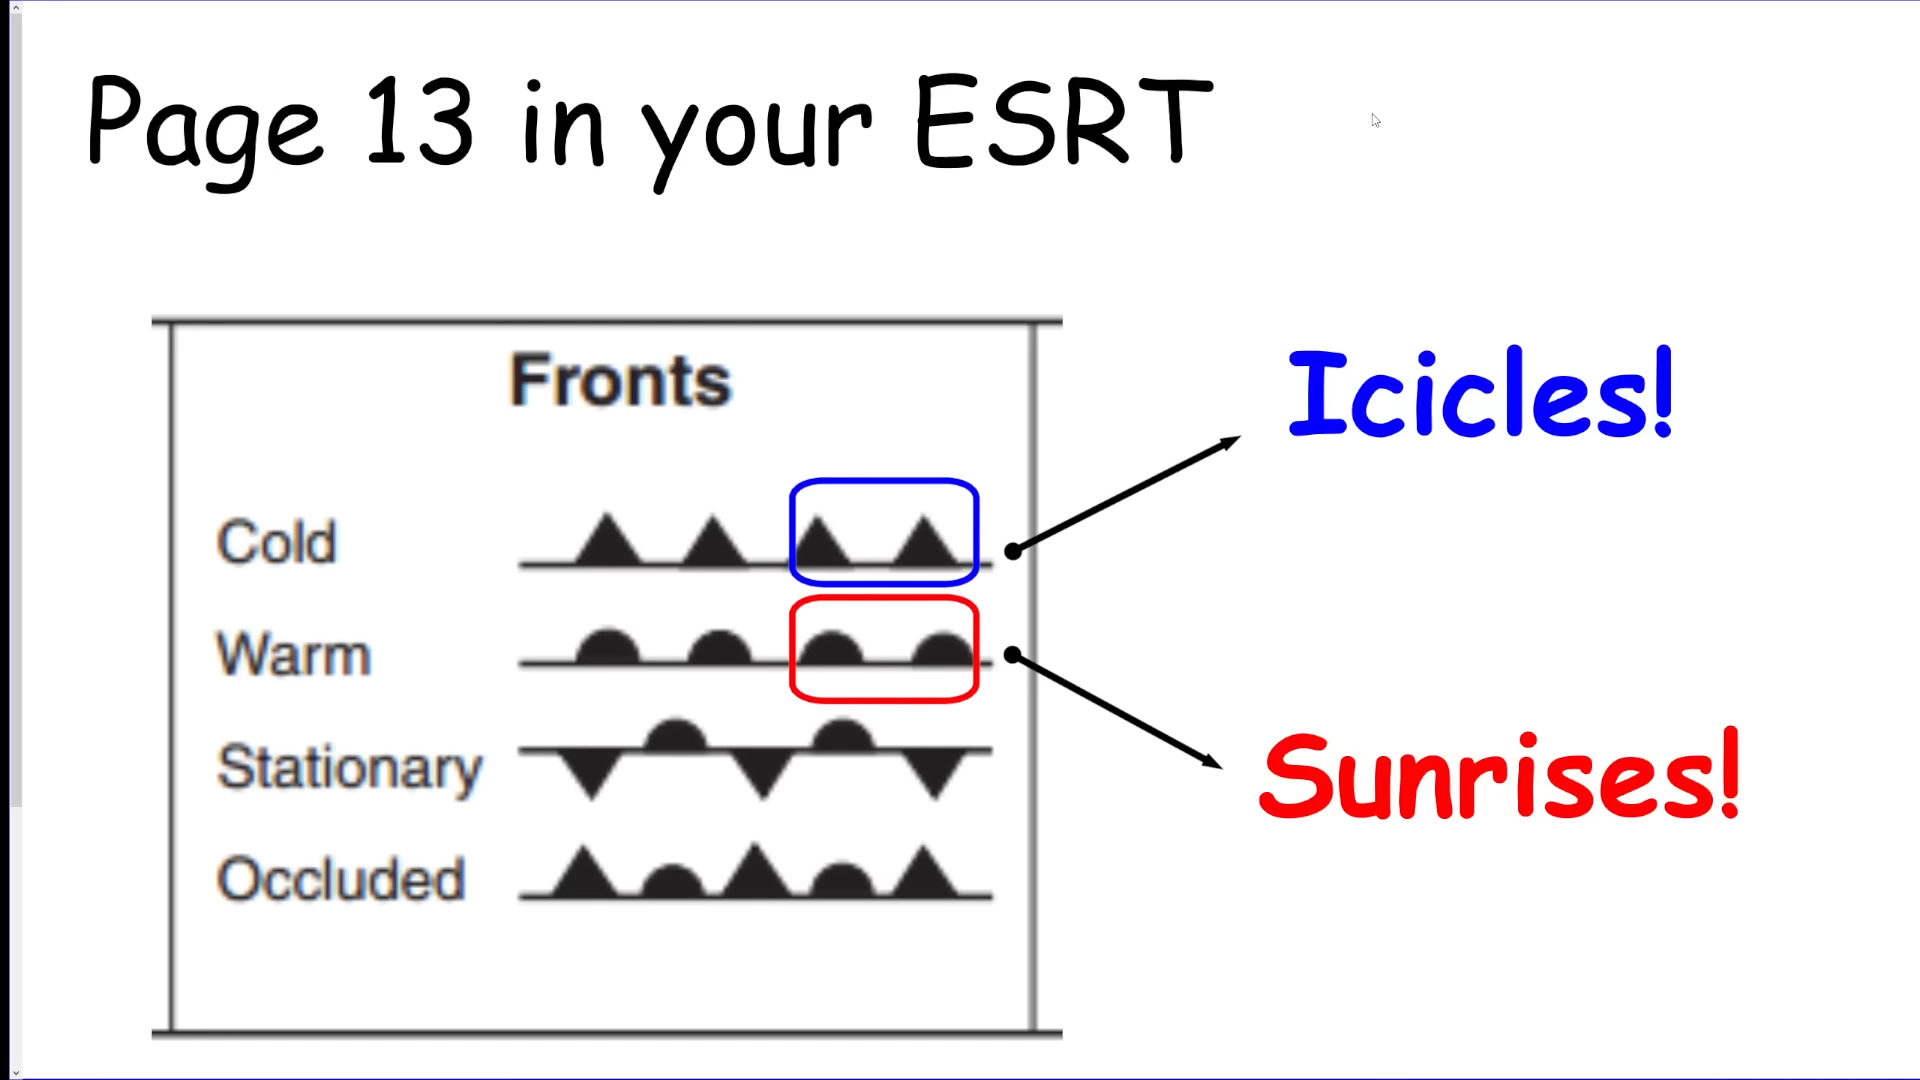 Page 13 in your ESRT
Fronts
Icicles!
Cold
Warm
Stationary
Sunrises!
Occluded